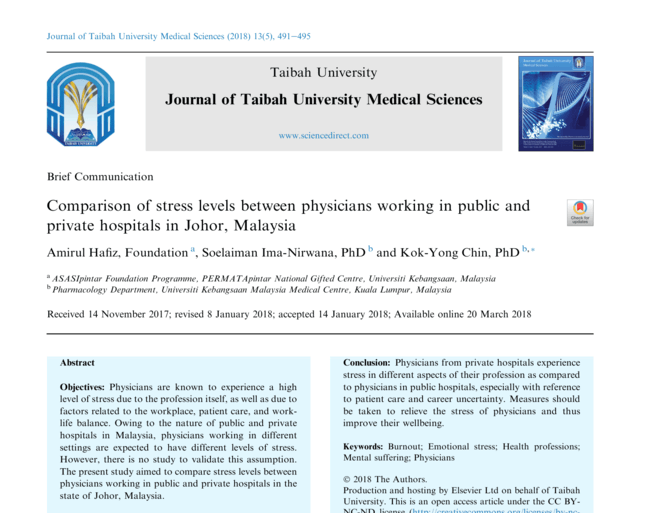 Journal of Taibah University Medical Sciences (2018) 13(5), 491–495
Taibah University
Journal of Taibah University Medical Sciences
www.sciencedirect.com
Brief Communication
Comparison of stress levels between physicians working in public and
private hospitals in Johor, Malaysia
Check for
updates
Amirul Hafiz, Foundation a, Soelaiman Ima-Nirwana, PhD b and Kok-Yong Chin, PhD b,*
a ASASIpintar Foundation Programme, PERMATApintar National Gifted Centre, Universiti Kebangsaan, Malaysia
b Pharmacology Department, Universiti Kebangsaan Malaysia Medical Centre, Kuala Lumpur, Malaysia
Received 14 November 2017; revised 8 January 2018; accepted 14 January 2018; Available online 20 March 2018
Abstract
Objectives: Physicians are known to experience a high
level of stress due to the profession itself, as well as due to
factors related to the workplace, patient care, and work-
life balance. Owing to the nature of public and private
hospitals in Malaysia, physicians working in different
settings are expected to have different levels of stress.
However, there is no study to validate this assumption.
The present study aimed to compare stress levels between
physicians working in public and private hospitals in the
state of Johor, Malaysia.
Conclusion: Physicians from private hospitals experience
stress in different aspects of their profession as compared
to physicians in public hospitals, especially with reference
to patient care and career uncertainty. Measures should
be taken to relieve the stress of physicians and thus
improve their wellbeing.
Keywords: Burnout; Emotional stress; Health professions;
Mental suffering; Physicians
© 2018 The Authors.
Production and hosting by Elsevier Ltd on behalf of Taibah
University. This is an open access article under the CC BY-
NC-ND license (http://creativecommons.org/licenses/by-nc-